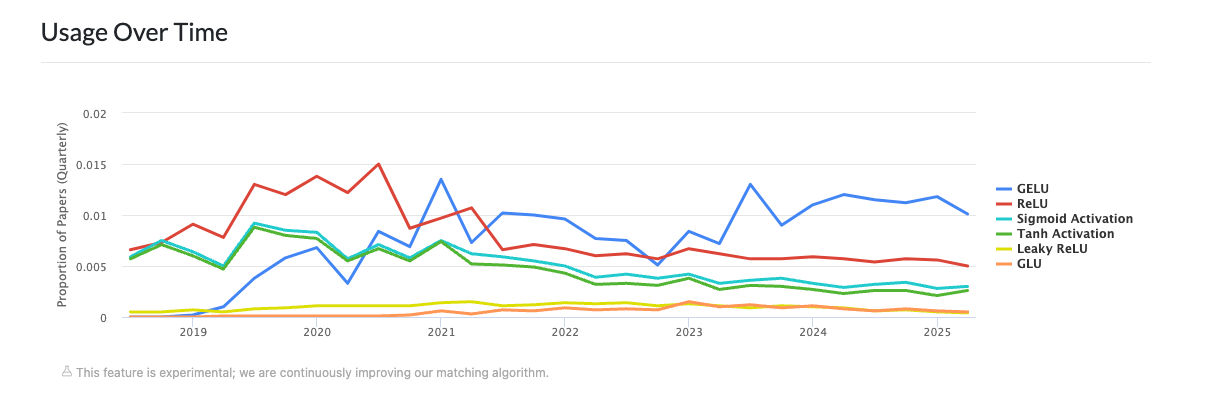 Usage Over Time
Proportion of Papers (Quarterly)
0.02
0.015
0.01
0.005
0
2019
2020
2021
2022
2023
2024
2025
GELU
ReLU
Sigmoid Activation
Tanh Activation
Leaky ReLU
GLU
This feature is experimental; we are continuously improving our matching algorithm.